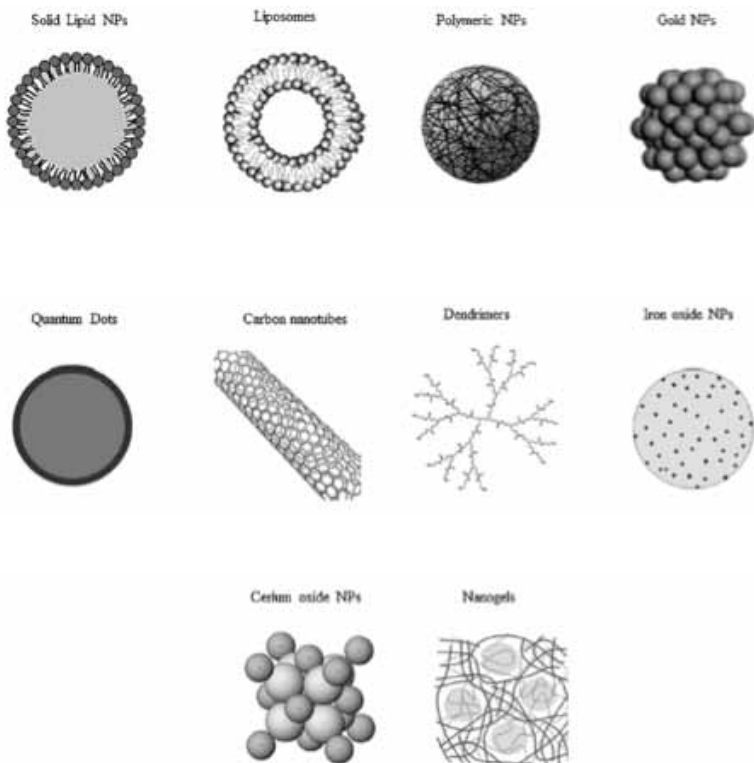 Solid Lipid NPs
Liposomes
Polymeric NPs
Gold NPs
Quantum Dots
Carbon nanotubes
Dendrimers
Iron oxide NPs
Cerium oxide NPs
Nanogels